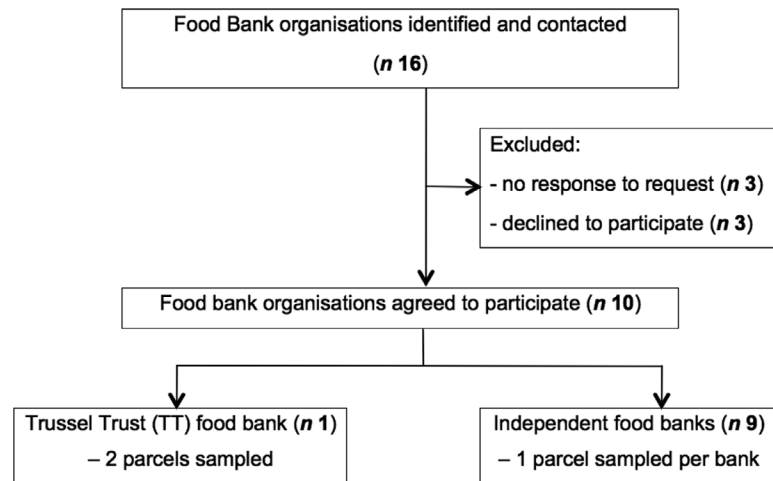 Food Bank organisations identified and contacted
(n 16)
Excluded:
- no response to request (n 3)
- declined to participate (n 3)
Food bank organisations agreed to participate (n 10)
Trussel Trust (TT) food bank (n 1)
– 2 parcels sampled
Independent food banks (n 9)
– 1 parcel sampled per bank